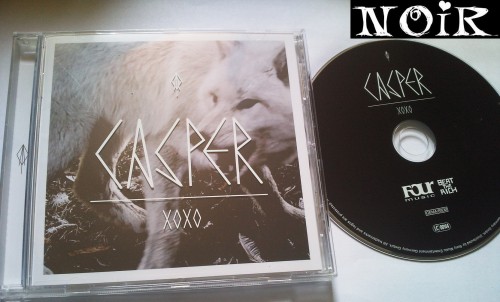 NOiR
CASPER
XOXO
CASPER
XOXO
FOUR
music
BEAT
THE
RICH